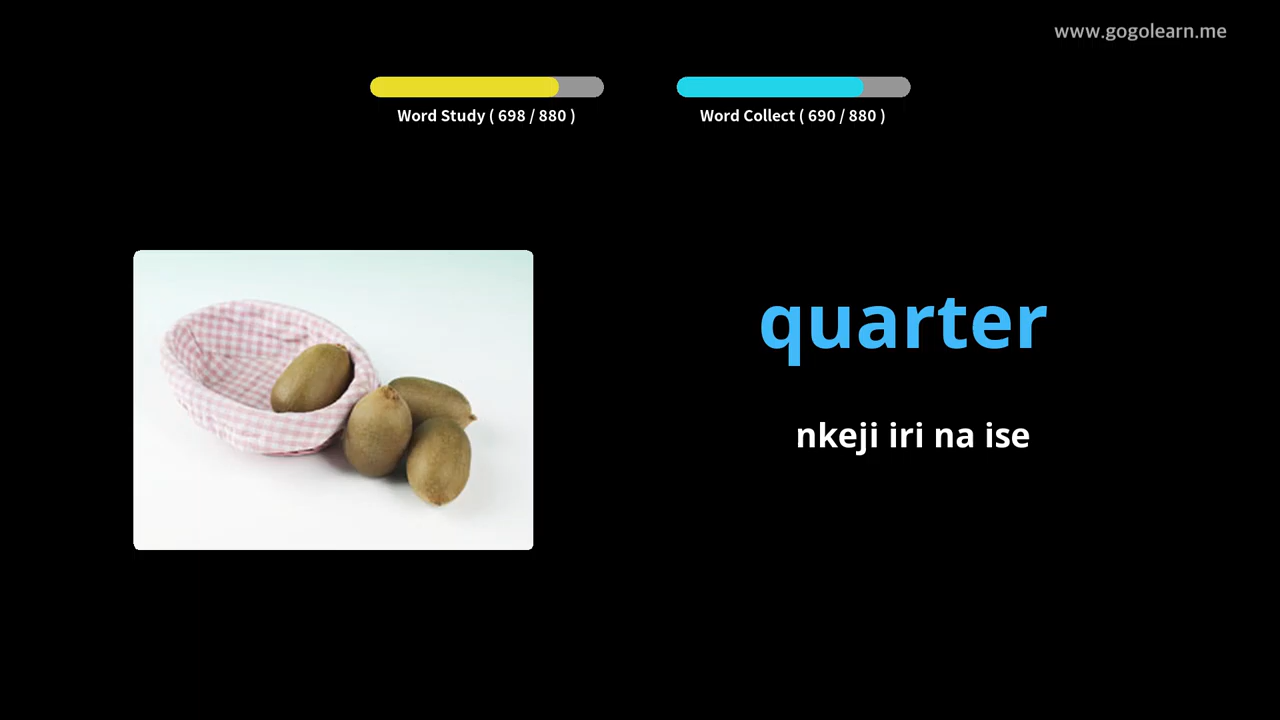 www.gogolearn.me
Word Study ( 698 / 880 )
Word Collect ( 690 / 880 )
quarter
nkeji iri na ise